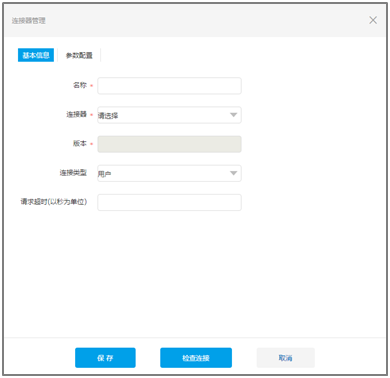 连接器管理
基本信息 参数配置
名称 *
连接器 * 请选择
版本 *
连接类型 用户
请求超时(以秒为单位)
保 存 检查连接 取消